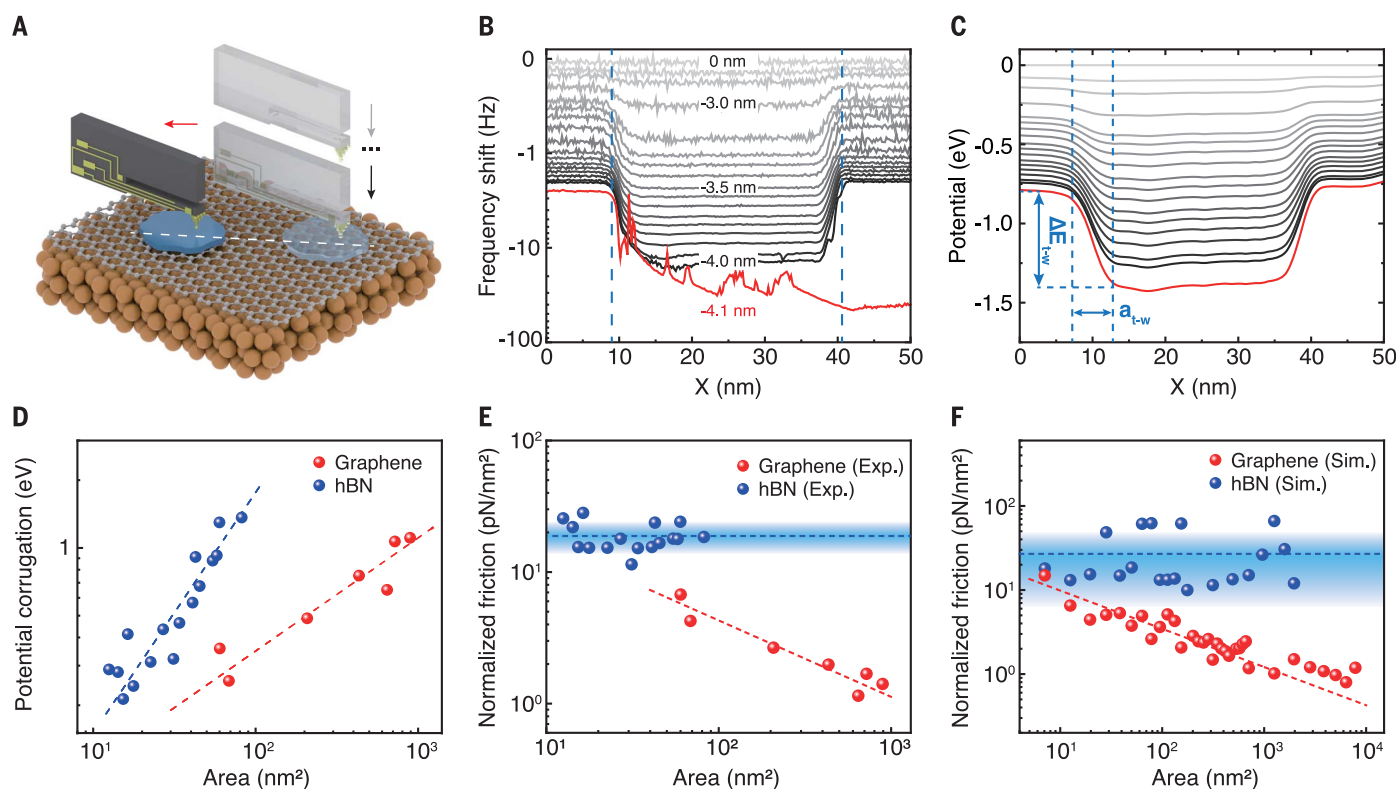 A
B
Frequency shift (Hz)
0
-1
-10
-100
0 nm
-3.0 nm
-3.5 nm
-4.0 nm
-4.1 nm
0 10 20 30 40 50
X (nm)
C
Potential (eV)
0
-0.5
-1.0
-1.5
ΔE t-w
a t-w
0 10 20 30 40 50
X (nm)
D
Potential corrugation (eV)
1
Graphene
hBN
10¹ 10² 10³
Area (nm²)
E
Normalized friction (pN/nm²)
10²
10¹
10⁰
Graphene (Exp.)
hBN (Exp.)
10¹ 10² 10³
Area (nm²)
F
Normalized friction (pN/nm²)
10²
10¹
10⁰
Graphene (Sim.)
hBN (Sim.)
10¹ 10² 10³ 10⁴
Area (nm²)